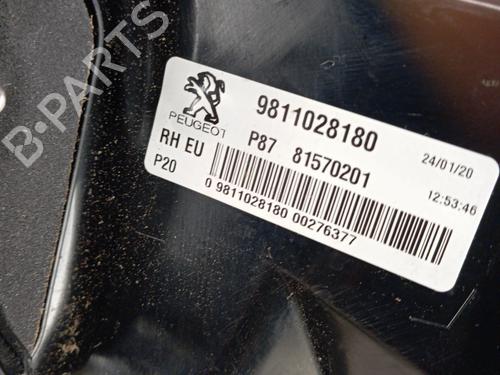 B-PARTS
PEUGEOT
9811028180
RH EU P87 81570201 24/01/20
P20 12:53:46
0 9811028180 00276377